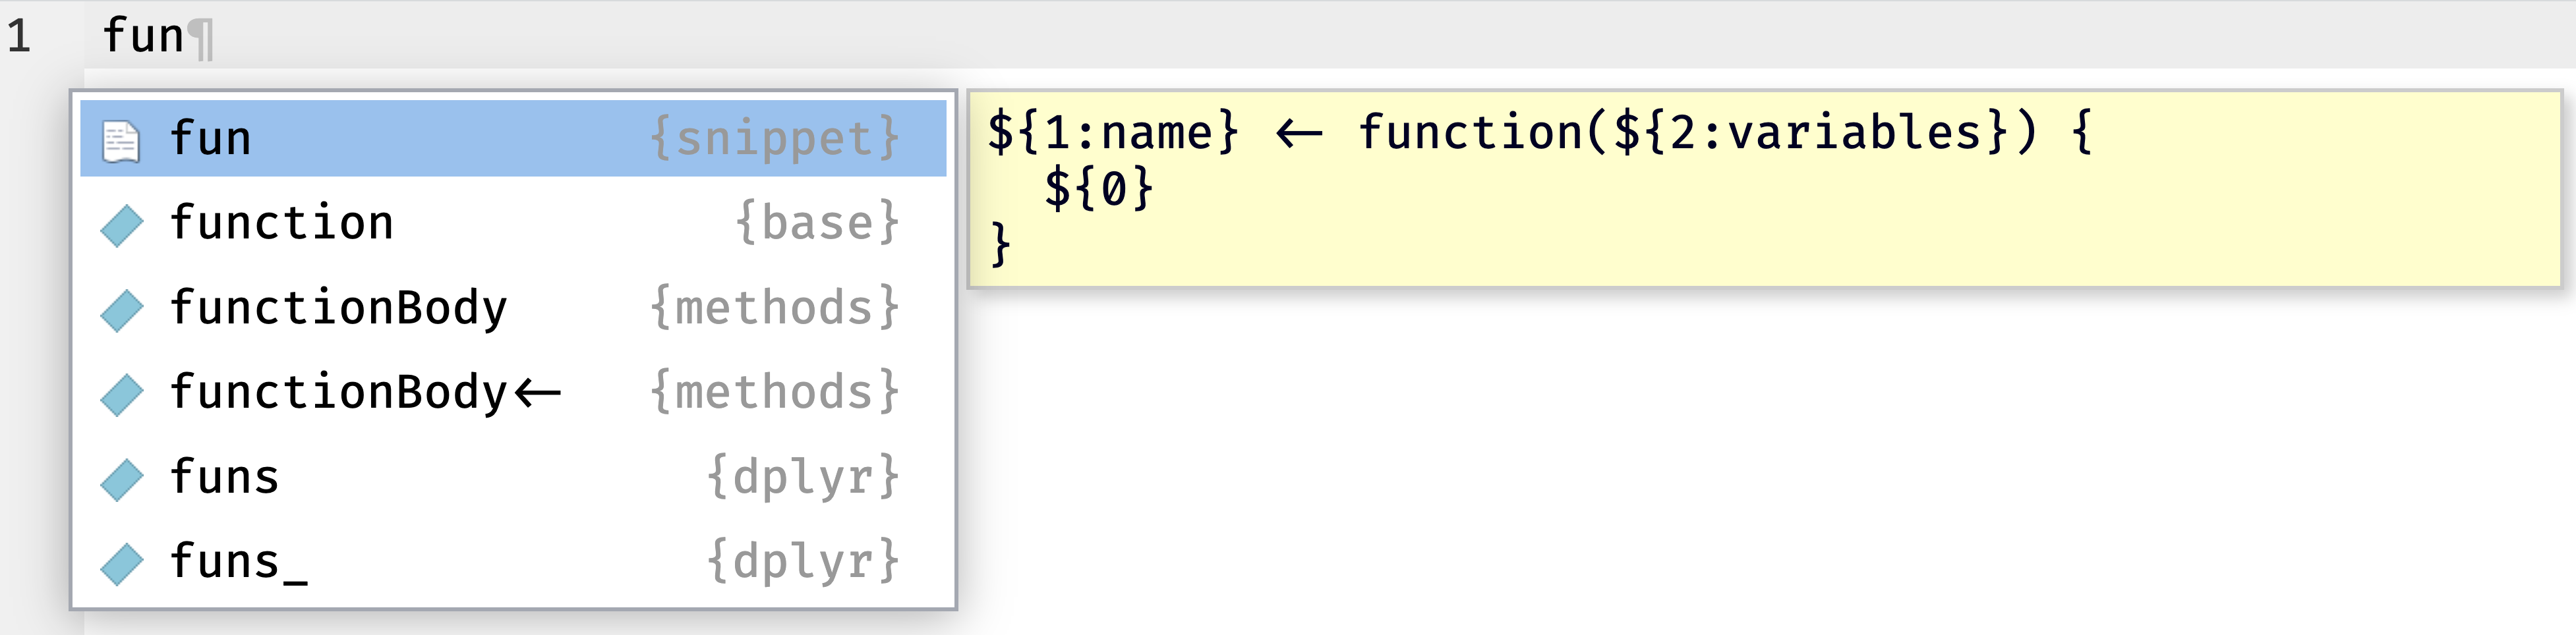 1 fun¶
fun {snippet}
function {base}
functionBody {methods}
functionBody← {methods}
funs {dplyr}
funs_ {dplyr}
${1:name} ← function(${2:variables}) {
  ${0}
}